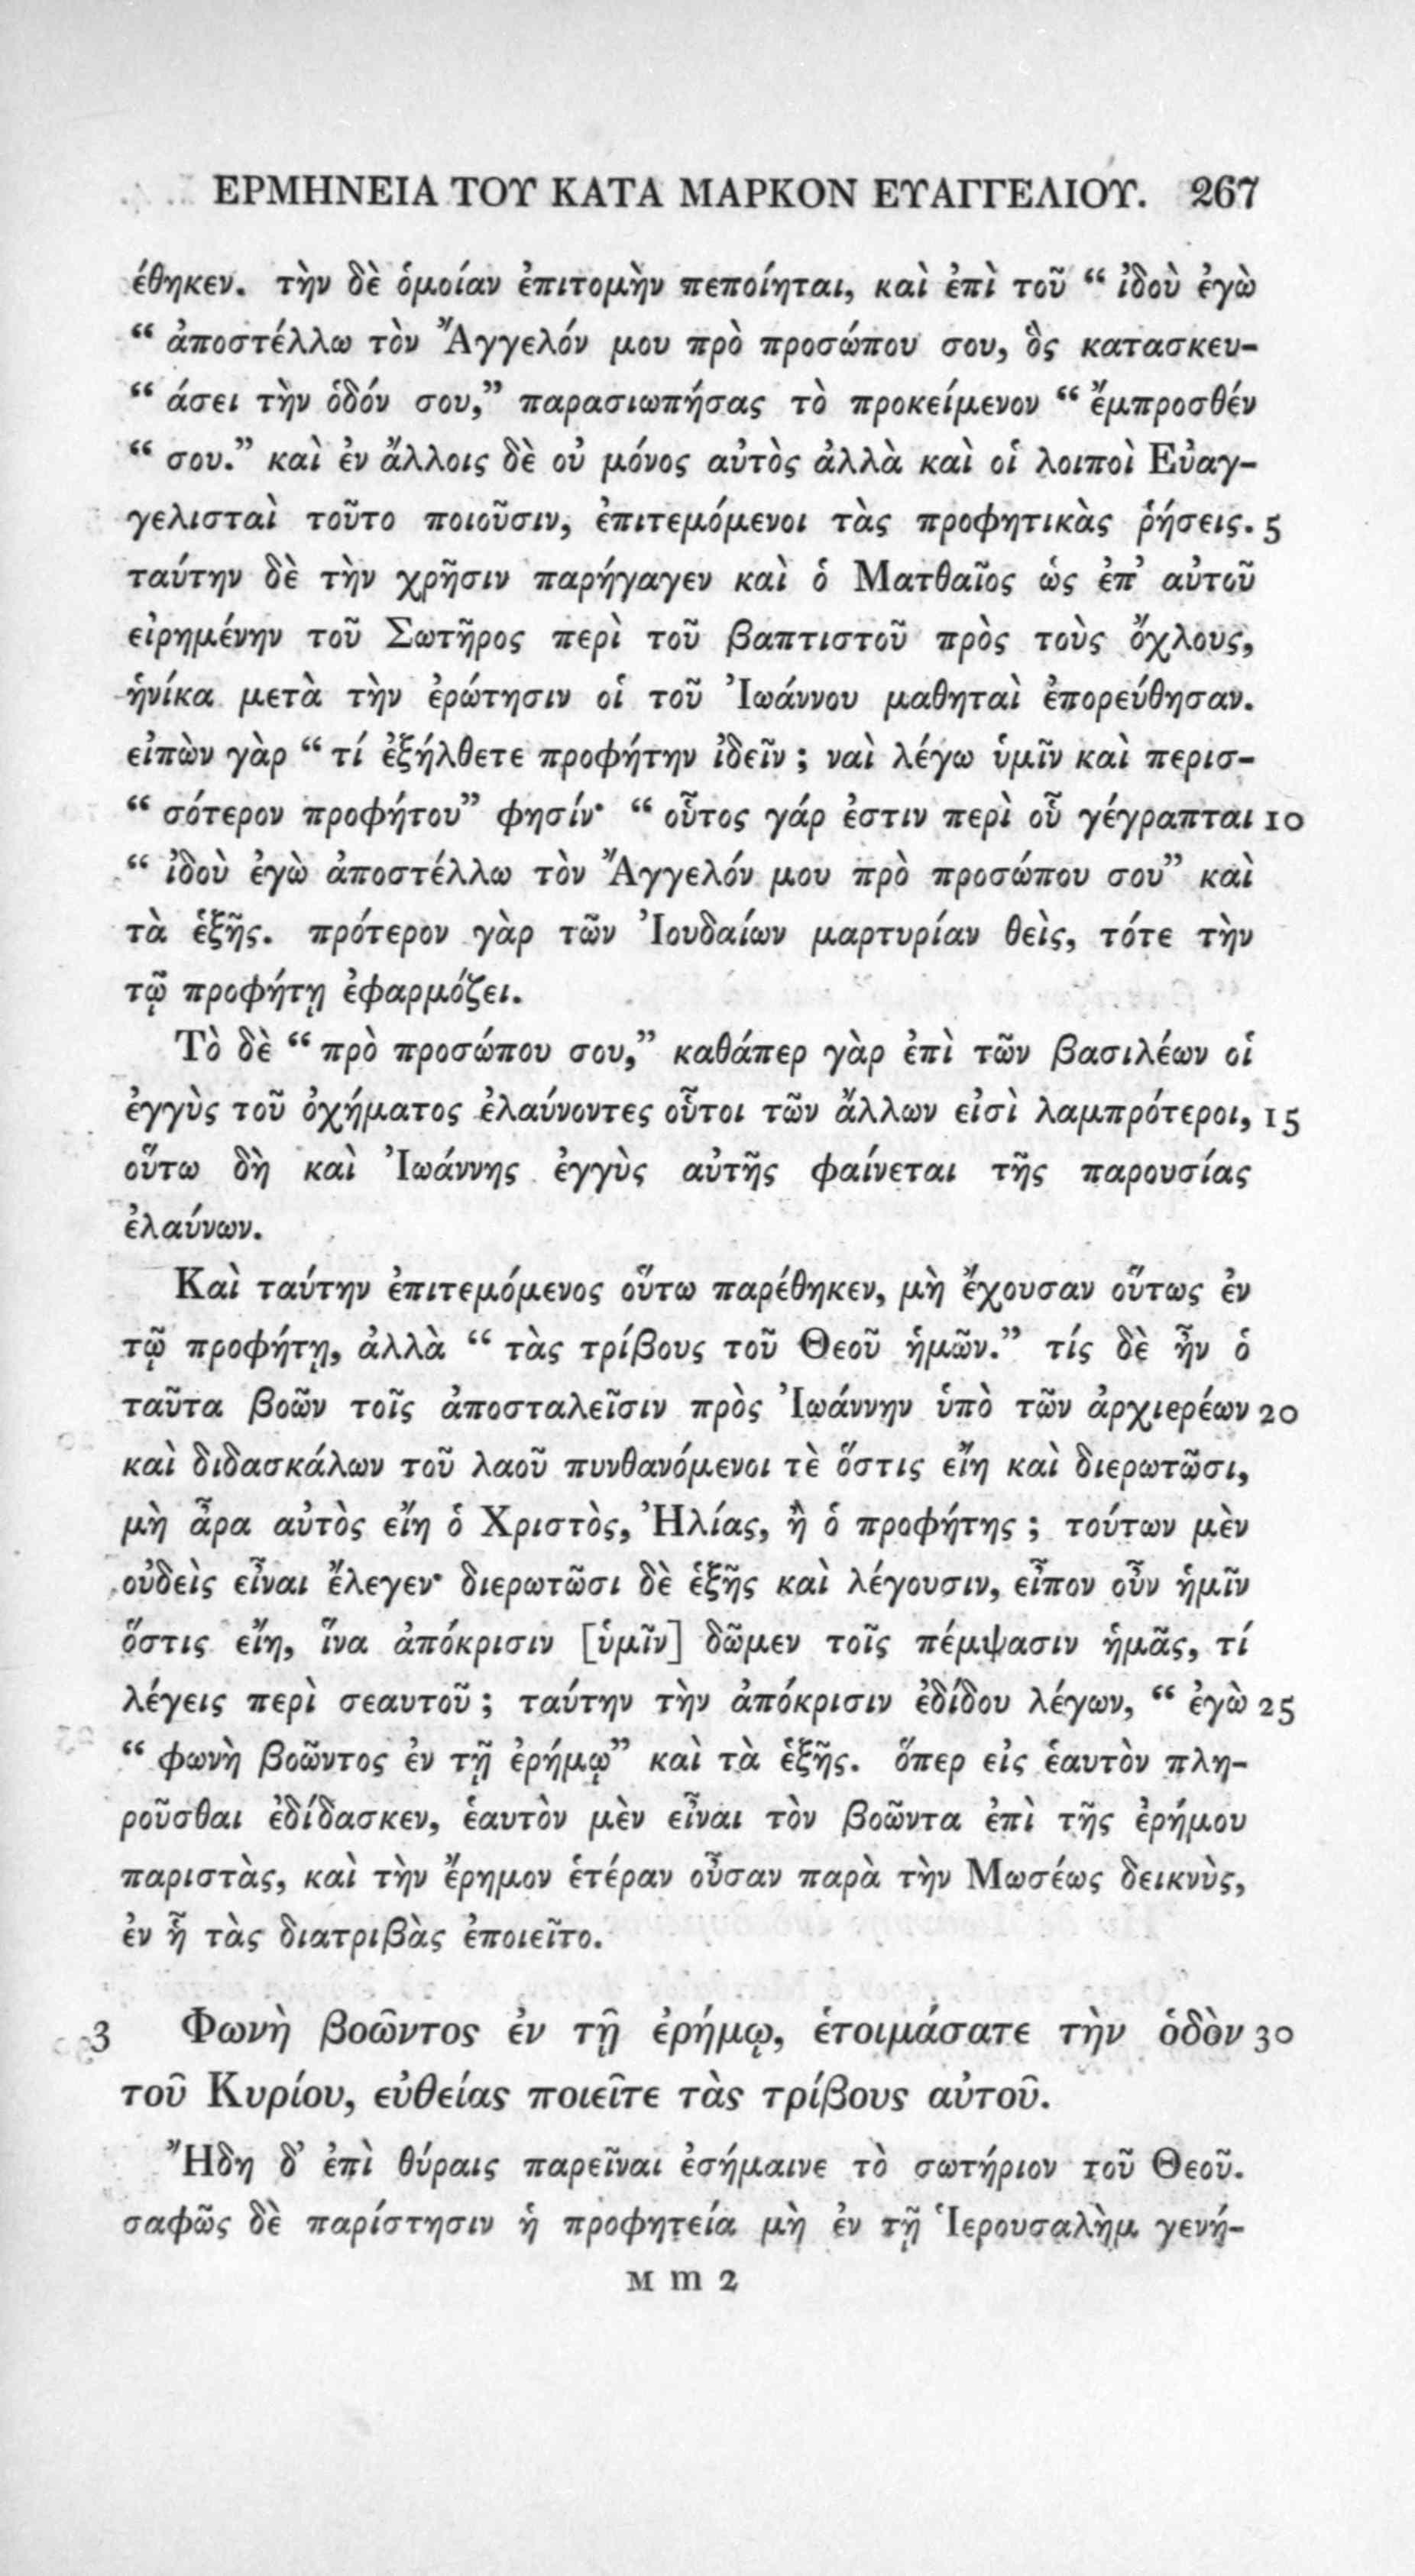 ΕΡΜΗΝΕΙΑ ΤΟΥ ΚΑΤΑ ΜΑΡΚΟΝ ΕΥΑΓΓΕΛΙΟΥ. 267
έθηκεν. τὴν δὲ ὁμοίαν ἐπιτομὴν πεποίηται, καὶ ἐπὶ τοῦ “ ἰδοὺ ἐγὼ
“ ἀποστέλλω τὸν Ἄγγελόν μου πρὸ προσώπου σου, ὃς κατασκευ-
“ άσει τὴν ὁδόν σου,” παρασιωπήσας τὸ προκείμενον “ ἔμπροσθέν
“ σου.” καὶ ἐν ἄλλοις δὲ οὐ μόνος αὐτὸς ἀλλὰ καὶ οἱ λοιποὶ Εὐαγ-
γελισταὶ τοῦτο ποιοῦσιν, ἐπιτεμόμενοι τὰς προφητικὰς ῥήσεις. 5
ταύτην δὲ τὴν χρῆσιν παρήγαγεν καὶ ὁ Ματθαῖος ὡς ἐπ’ αὐτοῦ
εἰρημένην τοῦ Σωτῆρος περὶ τοῦ βαπτιστοῦ πρὸς τοὺς ὄχλους,
ἡνίκα μετὰ τὴν ἐρώτησιν οἱ τοῦ Ἰωάννου μαθηταὶ ἐπορεύθησαν.
εἰπὼν γὰρ “ τί ἐξήλθετε προφήτην ἰδεῖν ; ναὶ λέγω ὑμῖν καὶ περισ-
“ σότερον προφήτου” φησίν· “ οὗτος γάρ ἐστιν περὶ οὗ γέγραπται 10
“ ἰδοὺ ἐγὼ ἀποστέλλω τὸν Ἄγγελόν μου πρὸ προσώπου σου” καὶ
τὰ ἑξῆς. πρότερον γὰρ τῶν Ἰουδαίων μαρτυρίαν θεὶς, τότε τὴν
τῷ προφήτῃ ἐφαρμόζει.
Τὸ δὲ “ πρὸ προσώπου σου,” καθάπερ γὰρ ἐπὶ τῶν βασιλέων οἱ
ἐγγὺς τοῦ ὀχήματος ἐλαύνοντες οὗτοι τῶν ἄλλων εἰσὶ λαμπρότεροι, 15
οὕτω δὴ καὶ Ἰωάννης ἐγγὺς αὐτῆς φαίνεται τῆς παρουσίας
ἐλαύνων.
Καὶ ταύτην ἐπιτεμόμενος οὕτω παρέθηκεν, μὴ ἔχουσαν οὕτως ἐν
τῷ προφήτῃ, ἀλλὰ “ τὰς τρίβους τοῦ Θεοῦ ἡμῶν.” τίς δὲ ἦν ὁ
ταῦτα βοῶν τοῖς ἀποσταλεῖσιν πρὸς Ἰωάννην ὑπὸ τῶν ἀρχιερέων 20
καὶ διδασκάλων τοῦ λαοῦ πυνθανόμενοι τὲ ὅστις εἴη καὶ διερωτῶσι,
μὴ ἆρα αὐτὸς εἴη ὁ Χριστὸς, Ἠλίας, ἢ ὁ προφήτης ; τούτων μὲν
οὐδεὶς εἶναι ἔλεγεν· διερωτῶσι δὲ ἑξῆς καὶ λέγουσιν, εἶπον οὖν ἡμῖν
ὅστις εἴη, ἵνα ἀπόκρισιν [ὑμῖν] δῶμεν τοῖς πέμψασιν ἡμᾶς, τί
λέγεις περὶ σεαυτοῦ ; ταύτην τὴν ἀπόκρισιν ἐδίδου λέγων, “ ἐγὼ 25
“ φωνὴ βοῶντος ἐν τῇ ἐρήμῳ” καὶ τὰ ἑξῆς. ὅπερ εἰς ἑαυτὸν πλη-
ροῦσθαι ἐδίδασκεν, ἑαυτὸν μὲν εἶναι τὸν βοῶντα ἐπὶ τῆς ἐρήμου
παριστὰς, καὶ τὴν ἔρημον ἑτέραν οὖσαν παρὰ τὴν Μωσέως δεικνὺς,
ἐν ᾗ τὰς διατριβὰς ἐποιεῖτο.
3 Φωνὴ βοῶντος ἐν τῇ ἐρήμῳ, ἑτοιμάσατε τὴν ὁδὸν 30
τοῦ Κυρίου, εὐθείας ποιεῖτε τὰς τρίβους αὐτοῦ.
Ἤδη δ’ ἐπὶ θύραις παρεῖναι ἐσήμαινε τὸ σωτήριον τοῦ Θεοῦ.
σαφῶς δὲ παρίστησιν ἡ προφητεία μὴ ἐν τῇ Ἱερουσαλὴμ γενή-
M m 2